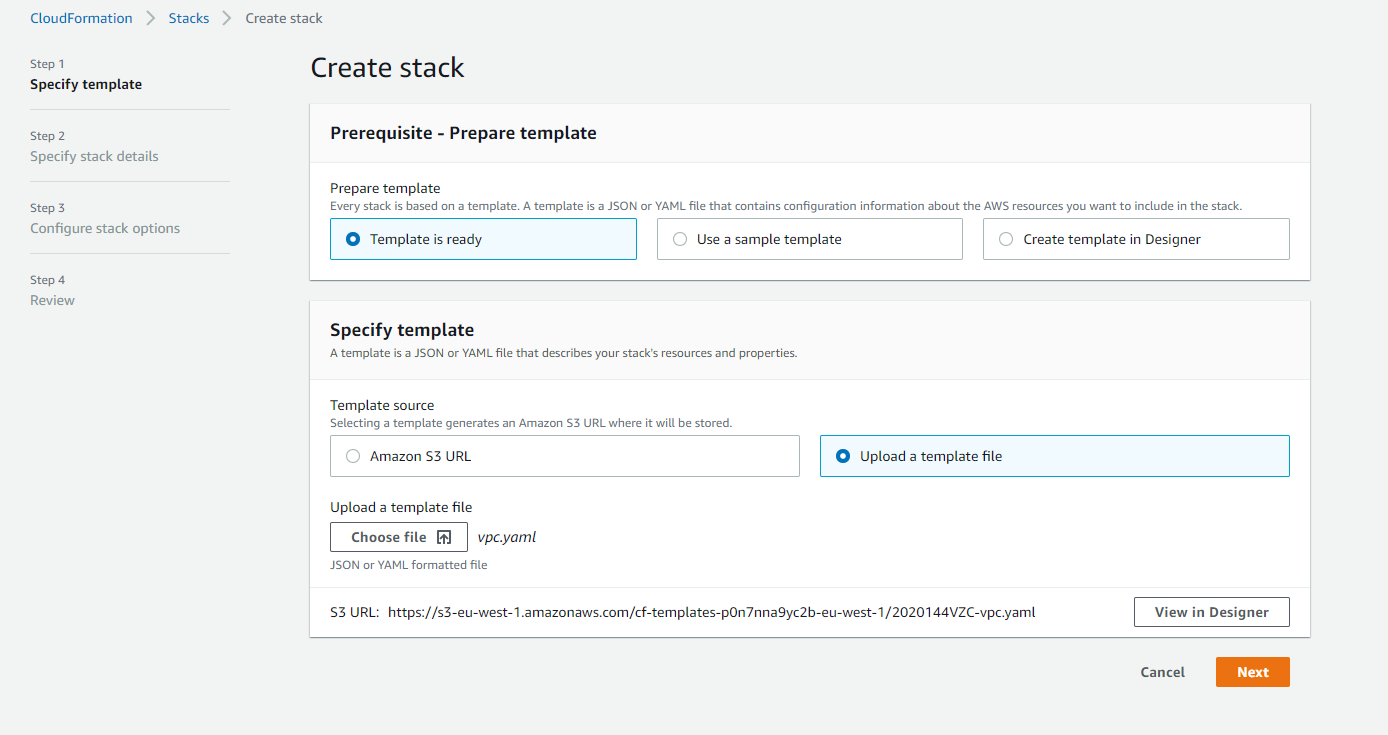 CloudFormation > Stacks > Create stack
Step 1
Specify template
Step 2
Specify stack details
Step 3
Configure stack options
Step 4
Review
Create stack
Prerequisite - Prepare template
Prepare template
Every stack is based on a template. A template is a JSON or YAML file that contains configuration information about the AWS resources you want to include in the stack.
Template is ready
Use a sample template
Create template in Designer
Specify template
A template is a JSON or YAML file that describes your stack's resources and properties.
Template source
Selecting a template generates an Amazon S3 URL where it will be stored.
Amazon S3 URL
Upload a template file
Upload a template file
Choose file vpc.yaml
JSON or YAML formatted file
S3 URL: https://s3-eu-west-1.amazonaws.com/cf-templates-p0n7nna9yc2b-eu-west-1/2020144VZC-vpc.yaml
View in Designer
Cancel
Next